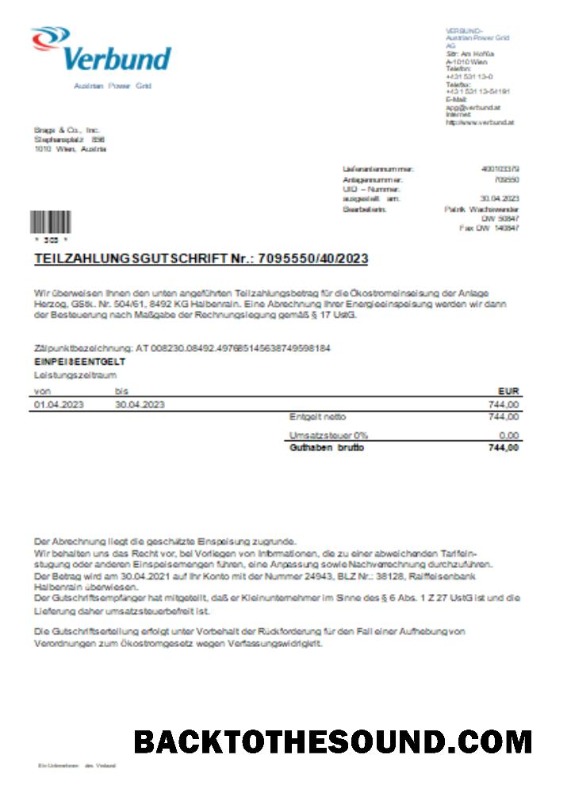 Verbund
Austrian Power Grid
VERBUND-
Austrian Power Grid
AG
Sitz: Am Hof 6a
A-1010 Wien
Telefon:
+43 1 531 13-0
Telefax:
+43 1 531 13-54191
E-Mail:
apg@verbund.at
Internet:
http://www.verbund.at
Brags & Co., Inc.
Stephansplatz 856
1010 Wien, Austria
Lieferantennummer: 400103379
Anlagennummer: 709550
UID – Nummer:
ausgestellt am: 30.04.2023
Bearbeiterin: Patrik Wachswender
DW 50847
Fax DW 140847
* 303 *
TEILZAHLUNGSGUTSCHRIFT Nr.: 7095550/40/2023
Wir überweisen Ihnen den unten angeführten Teilzahlungsbetrag für die Ökostromeinseisung der Anlage
Herzog, GStk. Nr. 504/61, 8492 KG Halbenrain. Eine Abrechnung Ihrer Energieeinspeisung werden wir dann
der Besteuerung nach Maßgabe der Rechnungslegung gemäß § 17 UstG.
Zälpunktbezeichnung: AT 008230.08492.497685145638749598184
EINPEISEENTGELT
Leistungszeitraum
von bis EUR
01.04.2023 30.04.2023 744,00
Entgelt netto 744,00
Umsatzsteuer 0% 0,00
Guthaben brutto 744,00
Der Abrechnung liegt die geschätzte Einspeisung zugrunde.
Wir behalten uns das Recht vor, bei Vorliegen von Informationen, die zu einer abweichenden Tarifein-
stugung oder anderen Einspeisemengen führen, eine Anpassung sowie Nachverrechnung durchzuführen.
Der Betrag wird am 30.04.2021 auf Ihr Konto mit der Nummer 24943, BLZ Nr.: 38128, Raiffeisenbank
Halbenrain überwiesen.
Der Gutschriftsempfänger hat mitgeteilt, daß er Kleinunternehmer im Sinne des § 6 Abs. 1 Z 27 UstG ist und die
Lieferung daher umsatzsteuerbefreit ist.
Die Gutschriftserteilung erfolgt unter Vorbehalt der Rückforderung für den Fall einer Aufhebung von
Verordnungen zum Ökostromgesetz wegen Verfassungswidrigkeit.
BACKTOTHESOUND.COM
Ein Unternehmen des Verbund